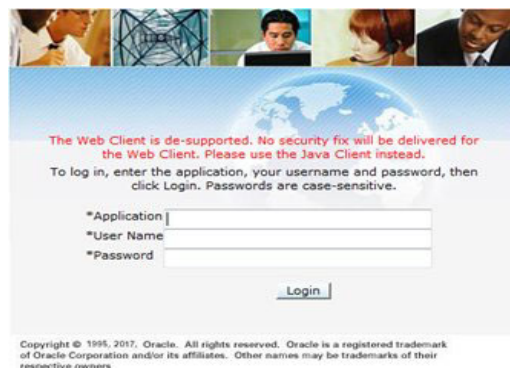 The Web Client is de-supported. No security fix will be delivered for
the Web Client. Please use the Java Client instead.
To log in, enter the application, your username and password, then
click Login. Passwords are case-sensitive.
*Application
*User Name
*Password
Login
Copyright © 1995, 2017, Oracle. All rights reserved. Oracle is a registered trademark
of Oracle Corporation and/or its affiliates. Other names may be trademarks of their
respective owners